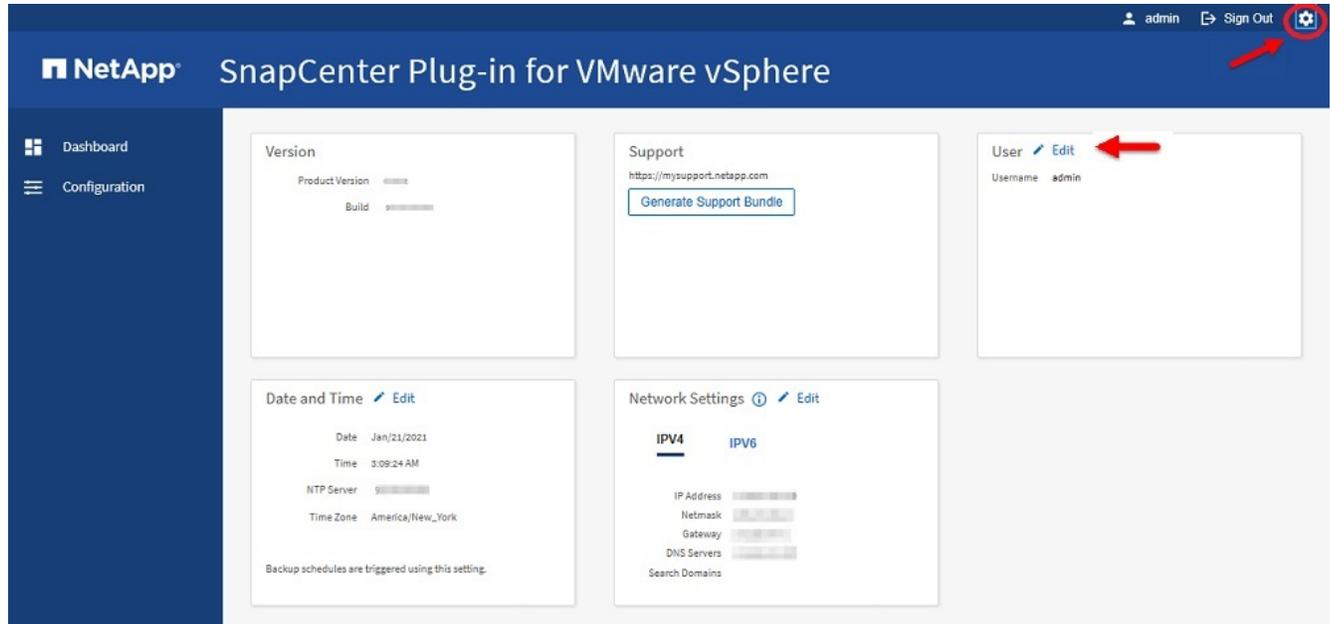 admin Sign Out
NetApp
SnapCenter Plug-in for VMware vSphere
Dashboard
Configuration
Version
Product Version
Build
Support
https://mysupport.netapp.com
Generate Support Bundle
User Edit
Username admin
Date and Time Edit
Date Jan/21/2021
Time 3:09:24 AM
NTP Server
Time Zone America/New_York
Backup schedules are triggered using this setting.
Network Settings Edit
IPV4 IPV6
IP Address
Netmask
Gateway
DNS Servers
Search Domains